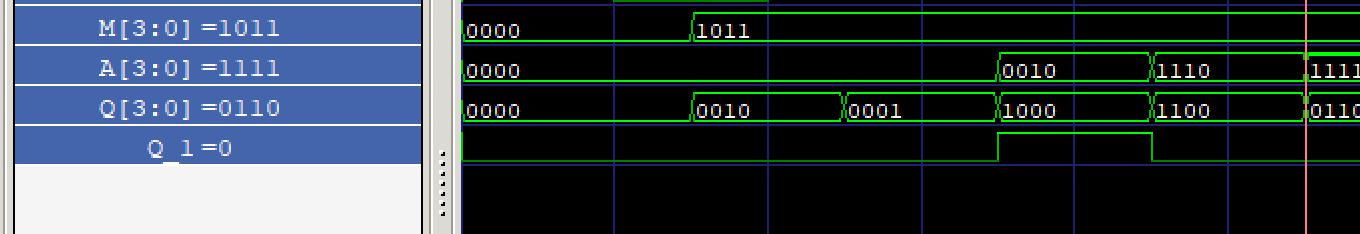 M[3:0] =1011 0000 1011
A[3:0] =1111 0000 0010 1110 1111
Q[3:0] =0110 0000 0010 0001 1000 1100 0110
Q_1 =0